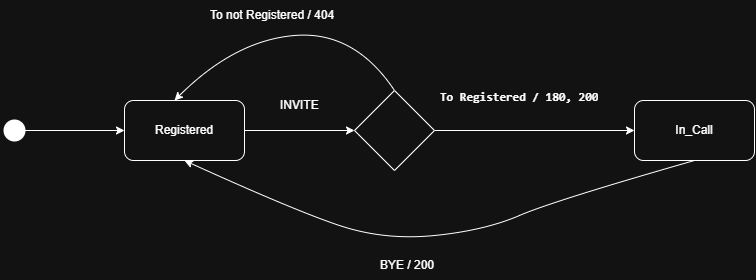 To not Registered / 404
INVITE
To Registered / 180, 200
Registered
In_Call
BYE / 200